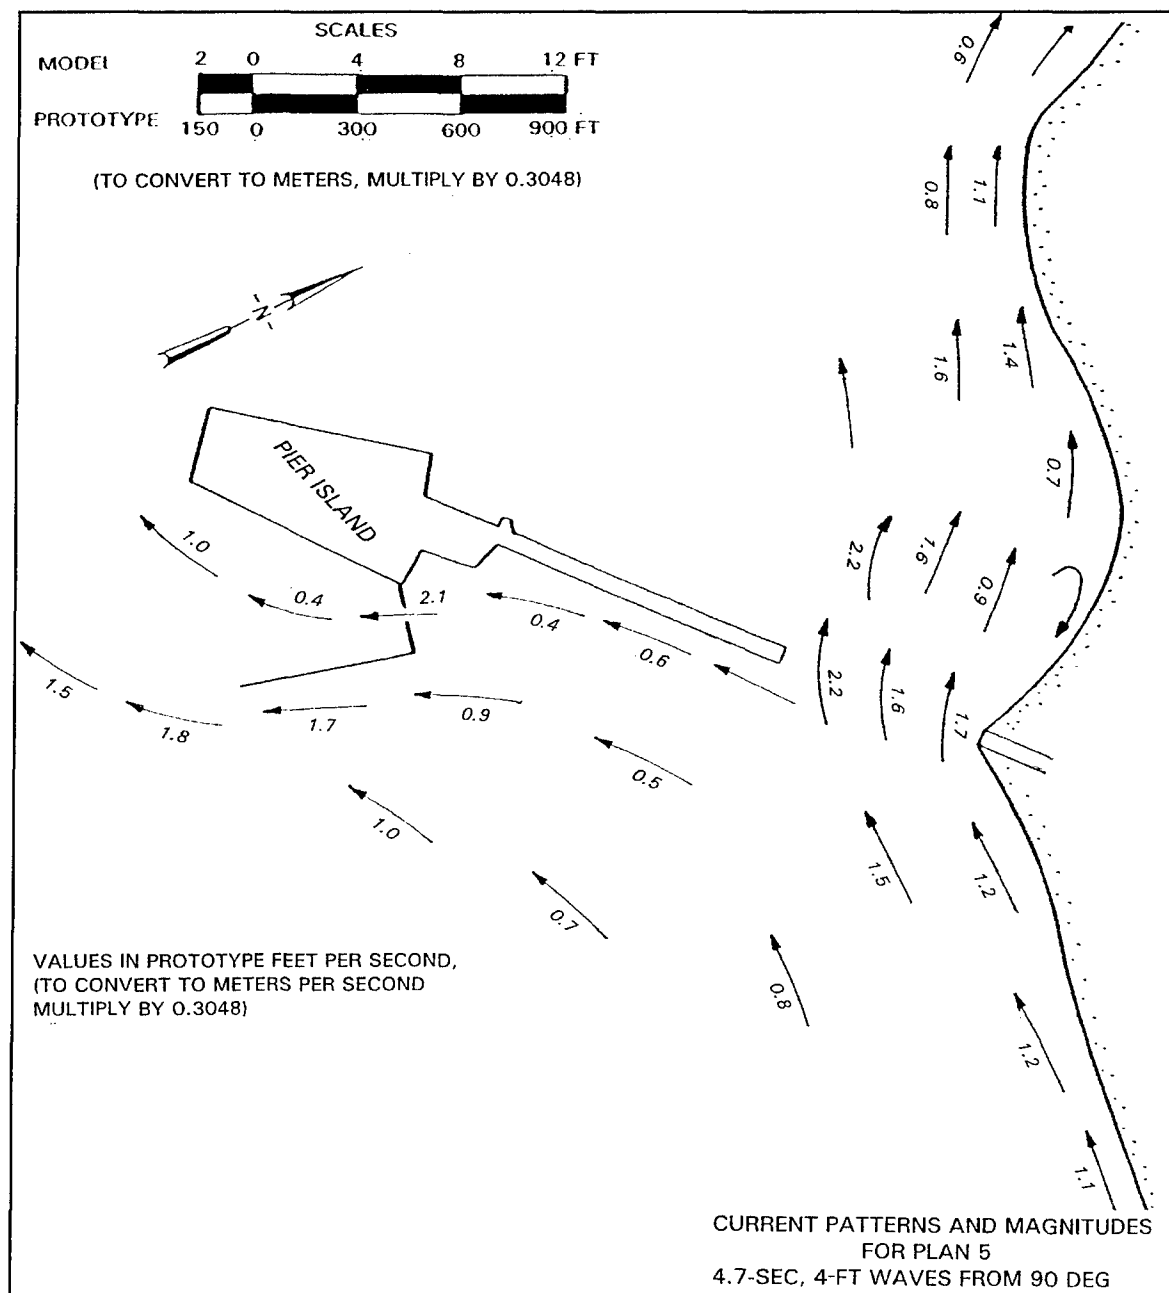 SCALES
MODEL 2 0 4 8 12 FT
PROTOTYPE 150 0 300 600 900 FT
(TO CONVERT TO METERS, MULTIPLY BY 0.3048)
-N-
PIER ISLAND
0.6
0.8
1.1
1.6
1.4
0.7
2.2
1.6
0.9
1.0
0.4
2.1
0.4
0.6
2.2
1.6
1.7
1.5
1.8
1.7
0.9
0.5
1.0
0.7
1.5
1.2
0.8
1.2
1.1
VALUES IN PROTOTYPE FEET PER SECOND,
(TO CONVERT TO METERS PER SECOND
MULTIPLY BY 0.3048)
CURRENT PATTERNS AND MAGNITUDES
FOR PLAN 5
4.7-SEC, 4-FT WAVES FROM 90 DEG